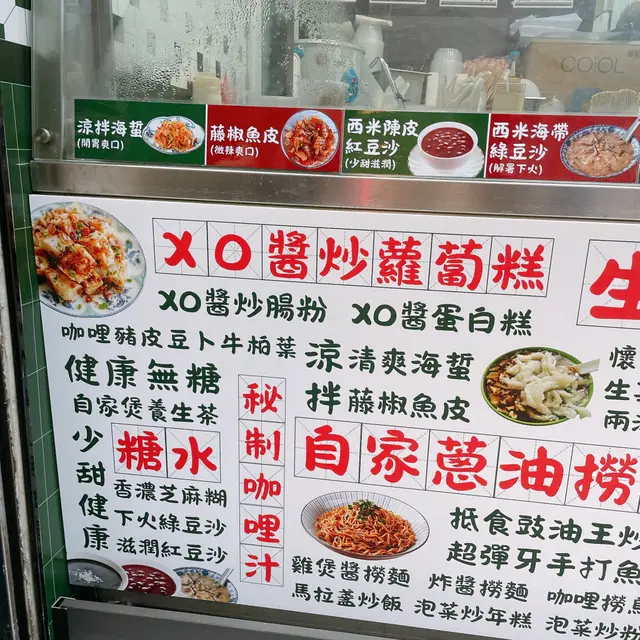 COOL
涼拌海蜇
(開胃爽口)
藤椒魚皮
(微辣爽口)
西米陳皮
紅豆沙
(少甜滋潤)
西米海帶
綠豆沙
(解暑下火)
XO醬炒蘿蔔糕
生
XO醬炒腸粉 XO醬蛋白糕
咖哩豬皮豆卜牛柏葉
涼拌
清爽海蜇
藤椒魚皮
懷
生
兩
健康無糖
自家煲養生茶
少甜健康
糖水
香濃芝麻糊
下火綠豆沙
滋潤紅豆沙
秘制咖哩汁
自家蔥油撈
抵食豉油王炒
超彈牙手打魚
雞煲醬撈麵 炸醬撈麵 咖哩撈
馬拉盞炒飯 泡菜炒年糕 泡菜炒